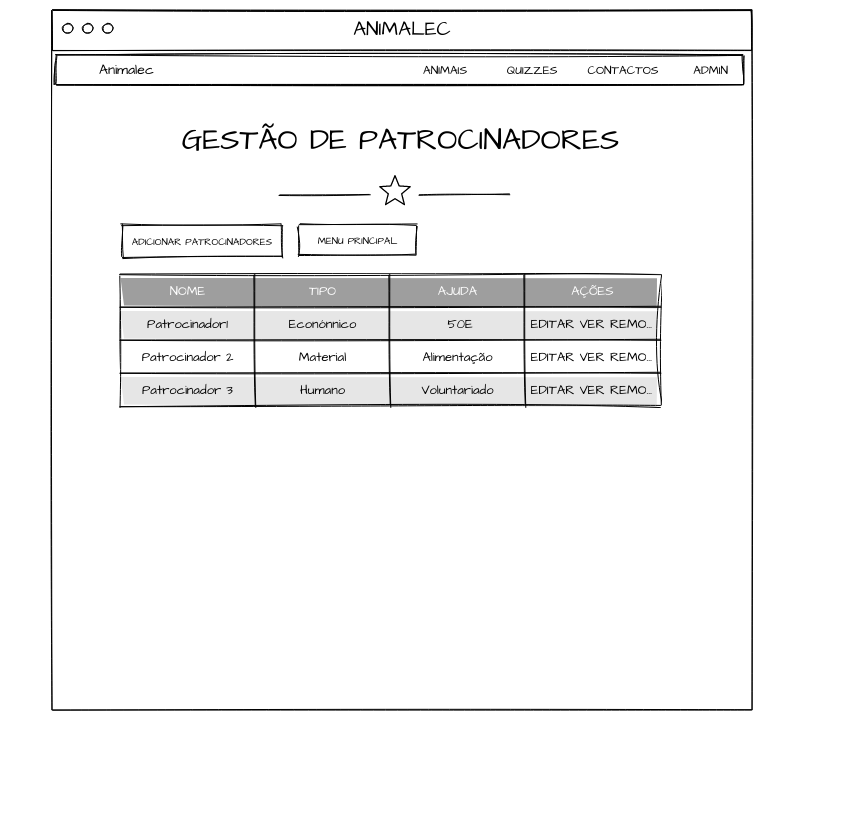 ANIMALEC
Animalec ANIMAIS QUIZZES CONTACTOS ADMIN
GESTÃO DE PATROCINADORES
ADICIONAR PATROCINADORES MENU PRINCIPAL
NOME TIPO AJUDA AÇÕES
Patrocinador1 Econónnico 50E EDITAR VER REMO...
Patrocinador 2 Material Alimentação EDITAR VER REMO...
Patrocinador 3 Humano Voluntariado EDITAR VER REMO...